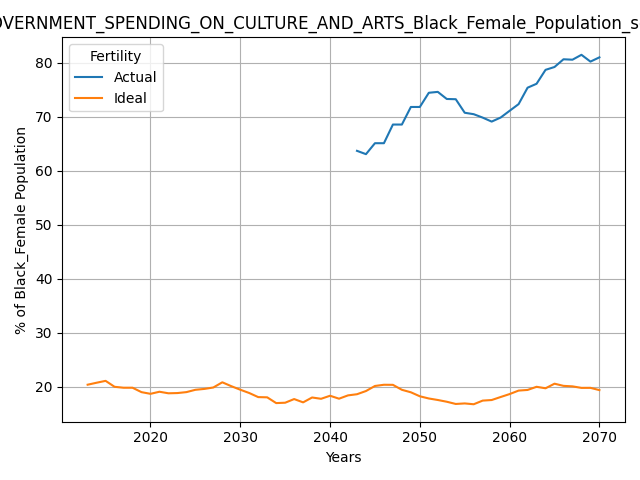 OVERNMENT_SPENDING_ON_CULTURE_AND_ARTS_Black_Female_Population_s
Fertility
Actual
Ideal
80
70
60
50
40
30
20
% of Black_Female Population
2020 2030 2040 2050 2060 2070
Years